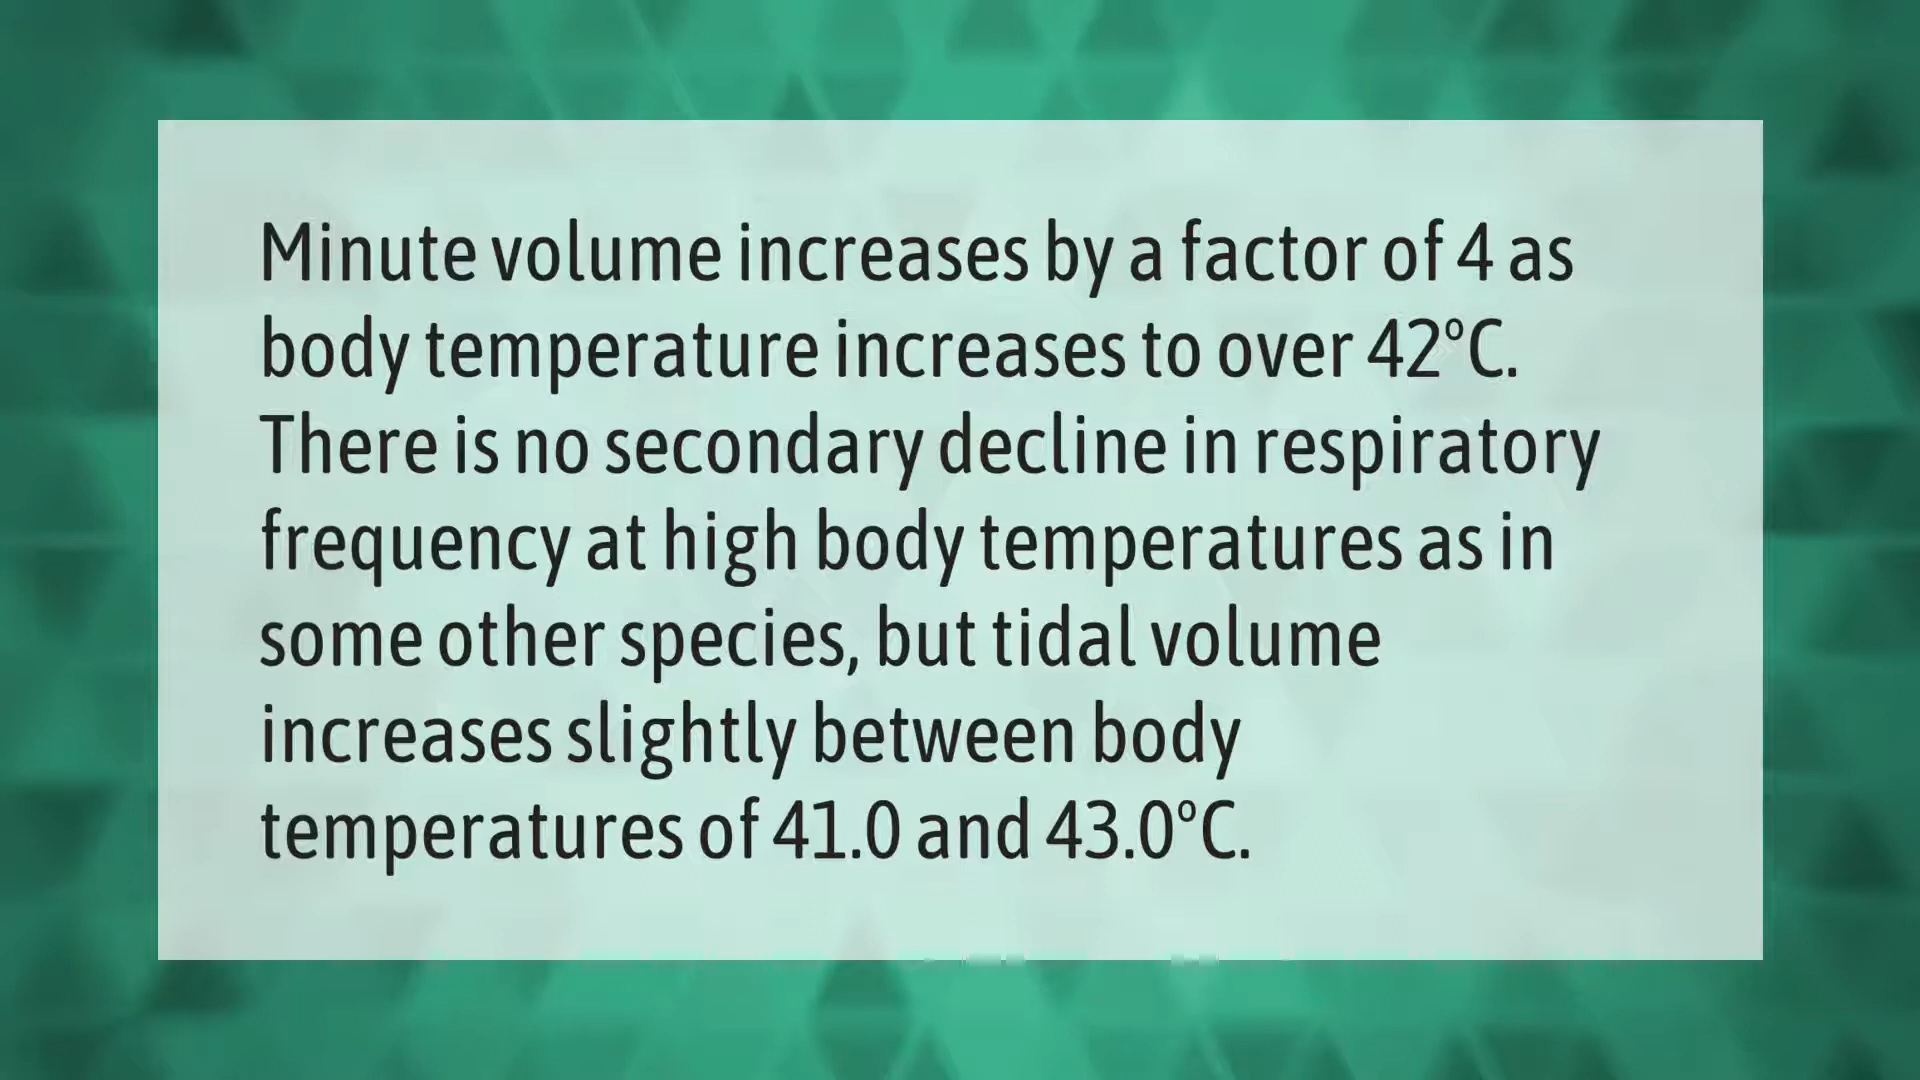 Minute volume increases by a factor of 4 as
body temperature increases to over 42ºC.
There is no secondary decline in respiratory
frequency at high body temperatures as in
some other species, but tidal volume
increases slightly between body
temperatures of 41.0 and 43.0ºC.